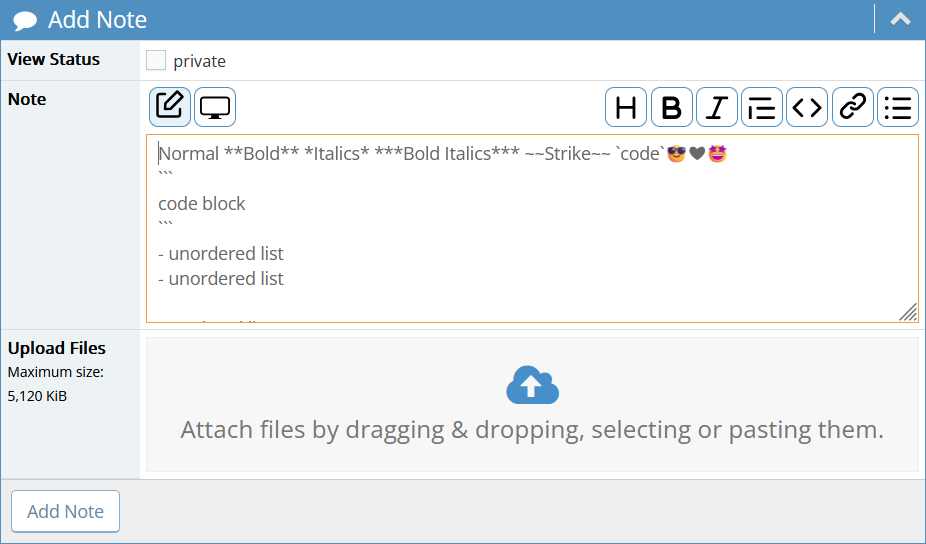 Add Note
View Status
private
Note
H B I <>
Normal **Bold** *Italics* ***Bold Italics*** ~~Strike~~ `code`😎🖤🤩
```
code block
```
- unordered list
- unordered list
Upload Files
Maximum size:
5,120 KiB
Attach files by dragging & dropping, selecting or pasting them.
Add Note